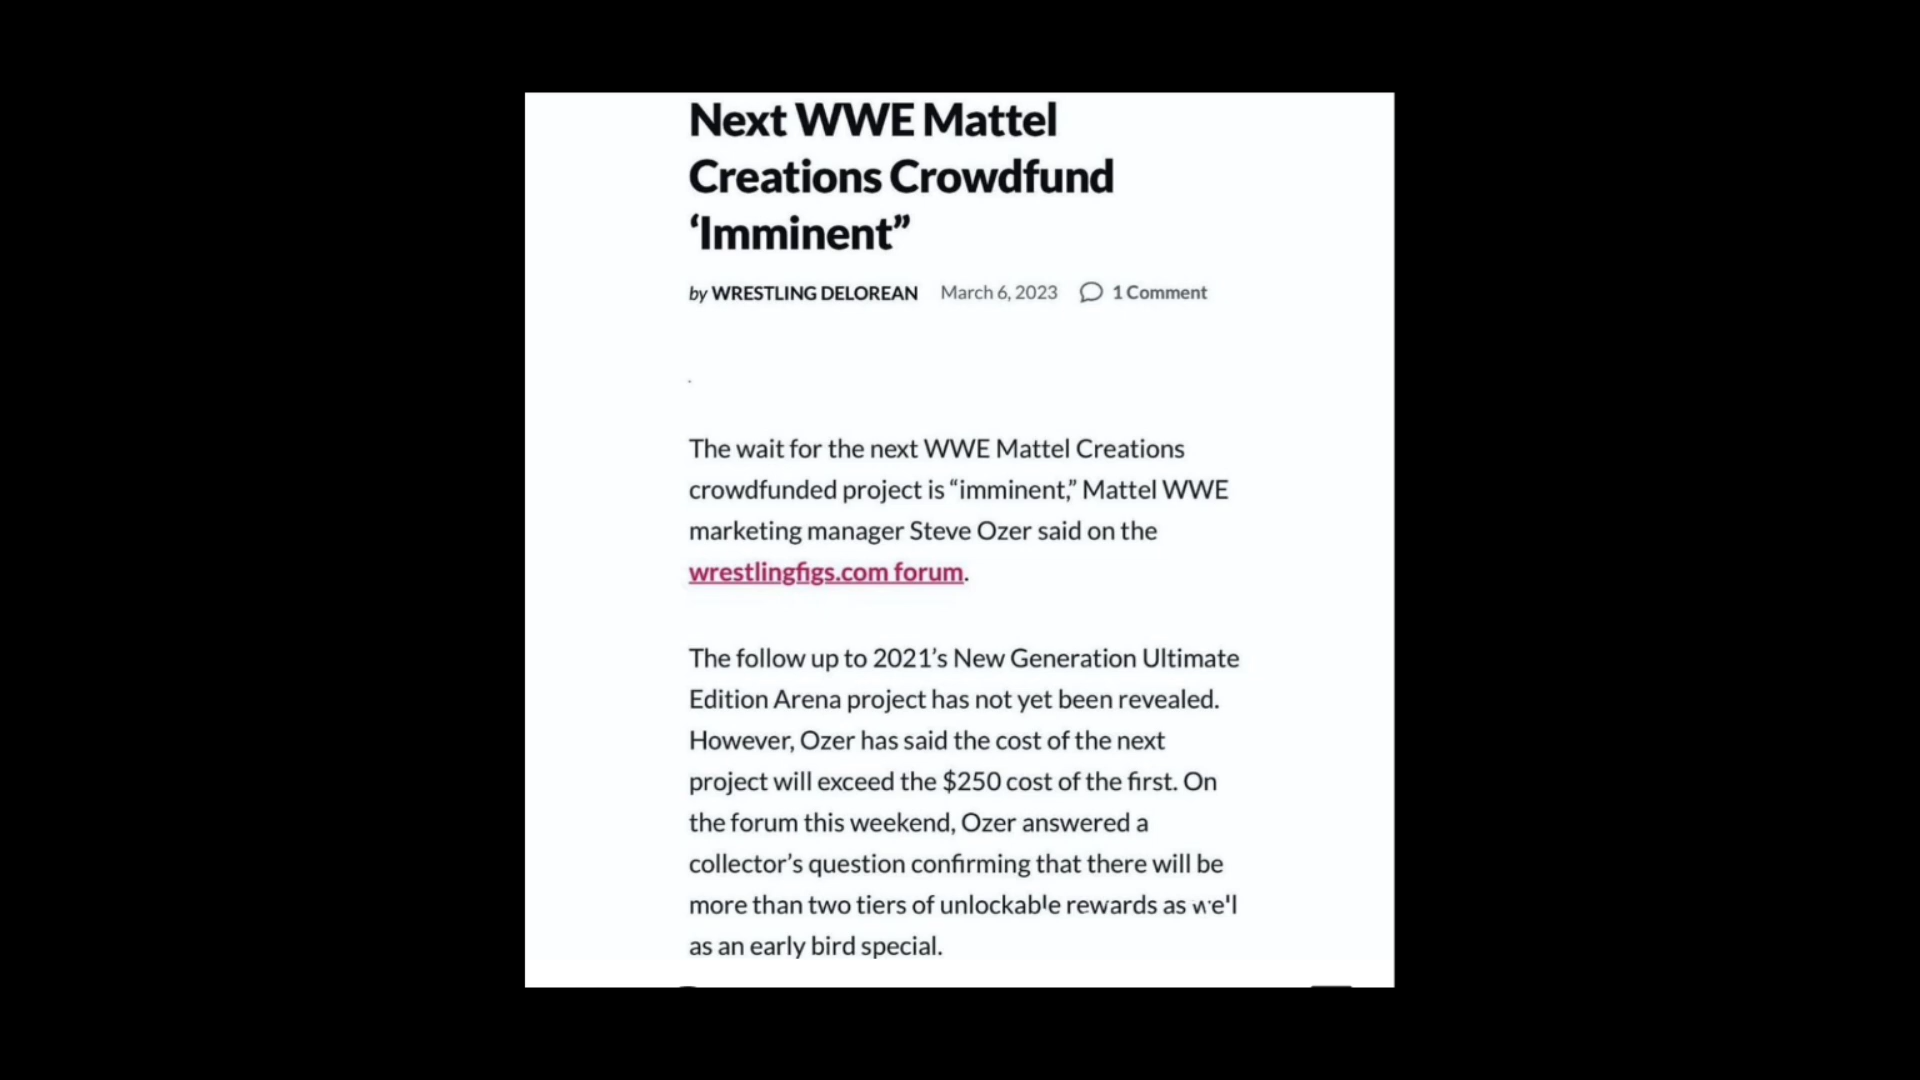 Next WWE Mattel
Creations Crowdfund
‘Imminent”
by WRESTLING DELOREAN March 6, 2023 1 Comment
.
The wait for the next WWE Mattel Creations
crowdfunded project is “imminent,” Mattel WWE
marketing manager Steve Ozer said on the
wrestlingfigs.com forum.
The follow up to 2021’s New Generation Ultimate
Edition Arena project has not yet been revealed.
However, Ozer has said the cost of the next
project will exceed the $250 cost of the first. On
the forum this weekend, Ozer answered a
collector’s question confirming that there will be
more than two tiers of unlockable rewards as well
as an early bird special.